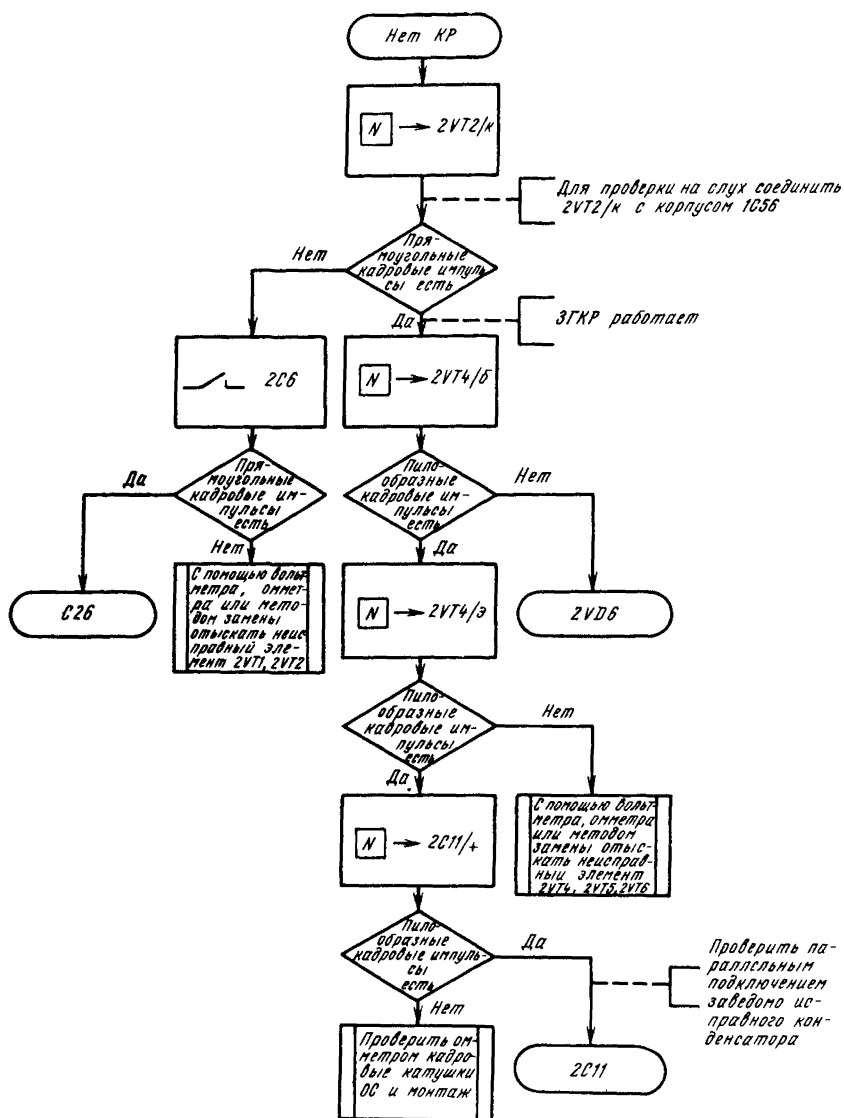 Нет КР
N → 2VT2/к
Для проверки на слух соединить
2VT2/к с корпусом 1С56
Пря-
моугольные
кадровые импуль
сы есть
Нет
Да
ЗГКР работает
2С6
N → 2VT4/б
Пря-
моугольные
кадровые им-
пульсы
есть
Да
Нет
Пило-
образные
кадровые им-
пульсы
есть
Нет
Да
С26
С помощью вольт-
метра, оммет-
ра или мето-
дом замены
отыскать неис-
правный эле-
мент 2VT1, 2VT2
N → 2VT4/э
2VD6
Пило-
образные
кадровые им-
пульсы
есть
Нет
Да
N → 2С11/+
С помощью вольт-
метра, омметра
или методом
замены отыс-
кать неисправ-
ный элемент
2VT4, 2VT5, 2VT6
Пило-
образные
кадровые импуль-
сы
есть
Да
Нет
Проверить па-
раллельным
подключением
заведомо ис-
правного кон-
денсатора
Проверить ом-
метром кадро-
вые катушки
ОС и монтаж
2С11